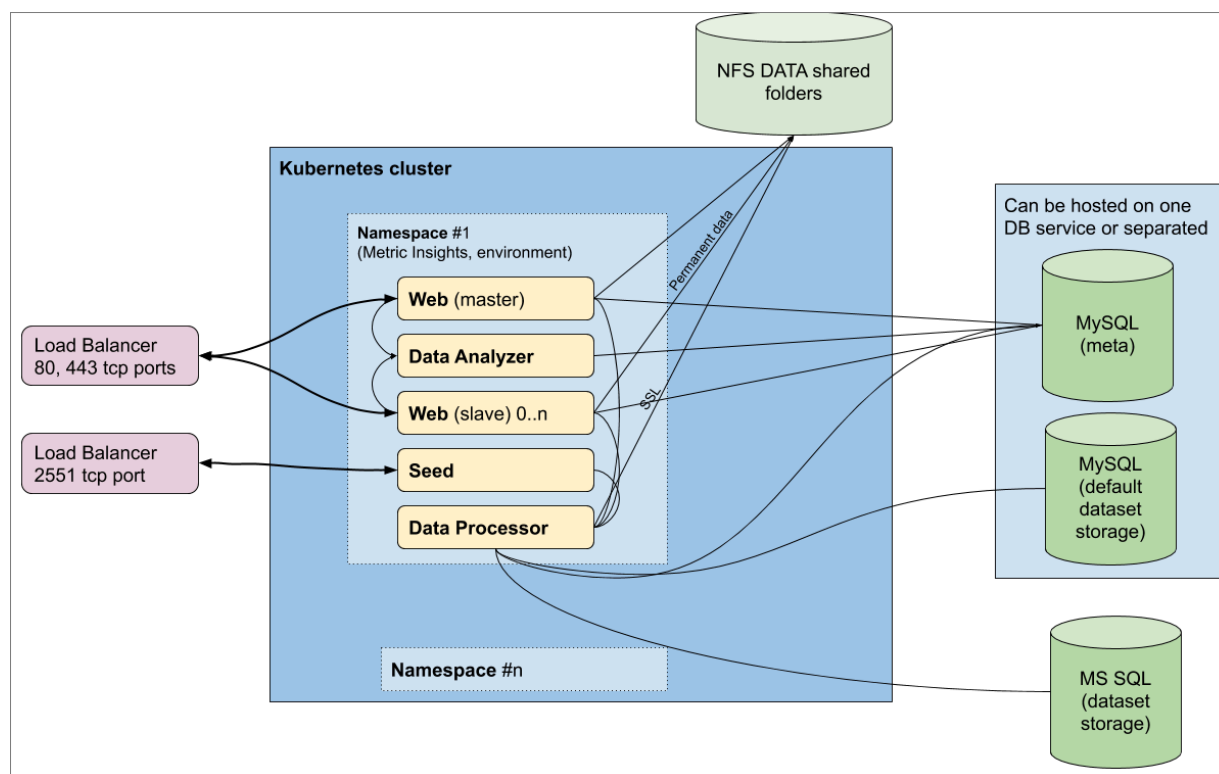 NFS DATA shared
folders
Kubernetes cluster
Can be hosted on one
DB service or separated
Namespace #1
(Metric Insights, environment)
Permanent data
Web (master)
MySQL
(meta)
Load Balancer
80, 443 tcp ports
Data Analyzer
SSL
Web (slave) 0..n
Load Balancer
2551 tcp port
Seed
MySQL
(default
dataset
storage)
Data Processor
Namespace #n
MS SQL
(dataset
storage)